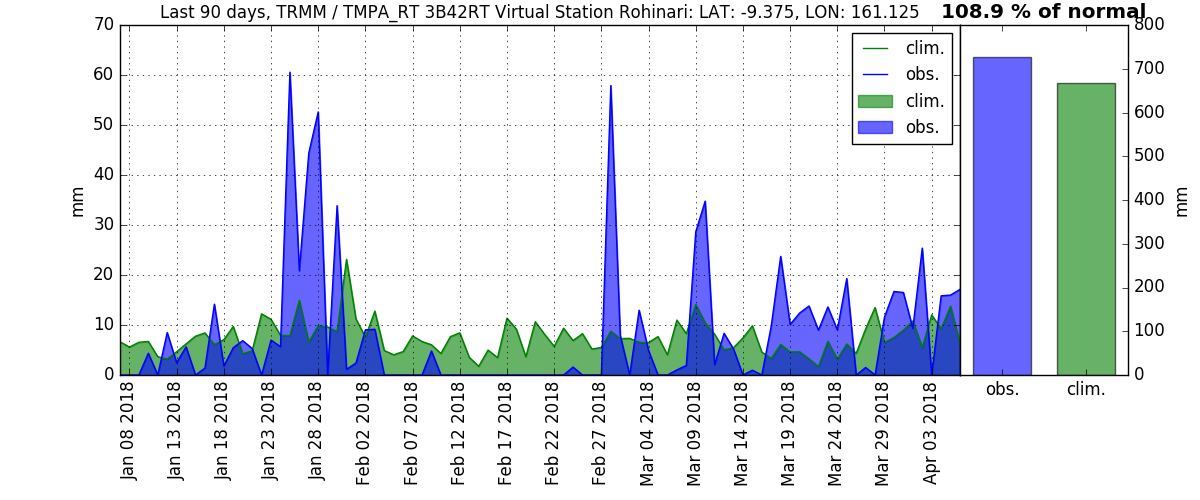 Last 90 days, TRMM / TMPA_RT 3B42RT Virtual Station Rohinari: LAT: -9.375, LON: 161.125
108.9 % of normal
clim.
obs.
clim.
obs.
mm
70
60
50
40
30
20
10
0
Jan 08 2018
Jan 13 2018
Jan 18 2018
Jan 23 2018
Jan 28 2018
Feb 02 2018
Feb 07 2018
Feb 12 2018
Feb 17 2018
Feb 22 2018
Feb 27 2018
Mar 04 2018
Mar 09 2018
Mar 14 2018
Mar 19 2018
Mar 24 2018
Mar 29 2018
Apr 03 2018
800
700
600
500
400
300
200
100
0
mm
obs.
clim.